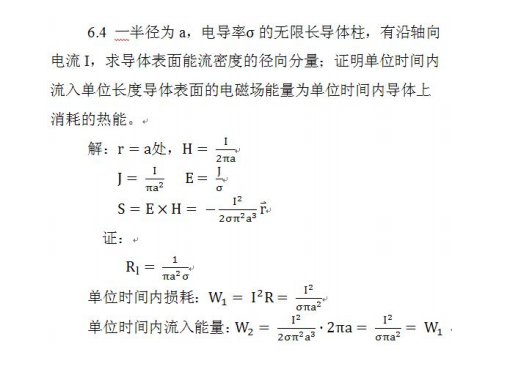 6.4 一半径为 a，电导率σ 的无限长导体柱，有沿轴向
电流 I，求导体表面能流密度的径向分量；证明单位时间内
流入单位长度导体表面的电磁场能量为单位时间内导体上
消耗的热能。
解：r = a处，H = I/2πa
J = I/πa² E = J/σ
S = E × H = − I²/2σπ²a³ r⃗
证：
R₁ = 1/πa²σ
单位时间内损耗：W₁ = I²R = I²/σπa²
单位时间内流入能量：W₂ = I²/2σπ²a³ · 2πa = I²/σπa² = W₁